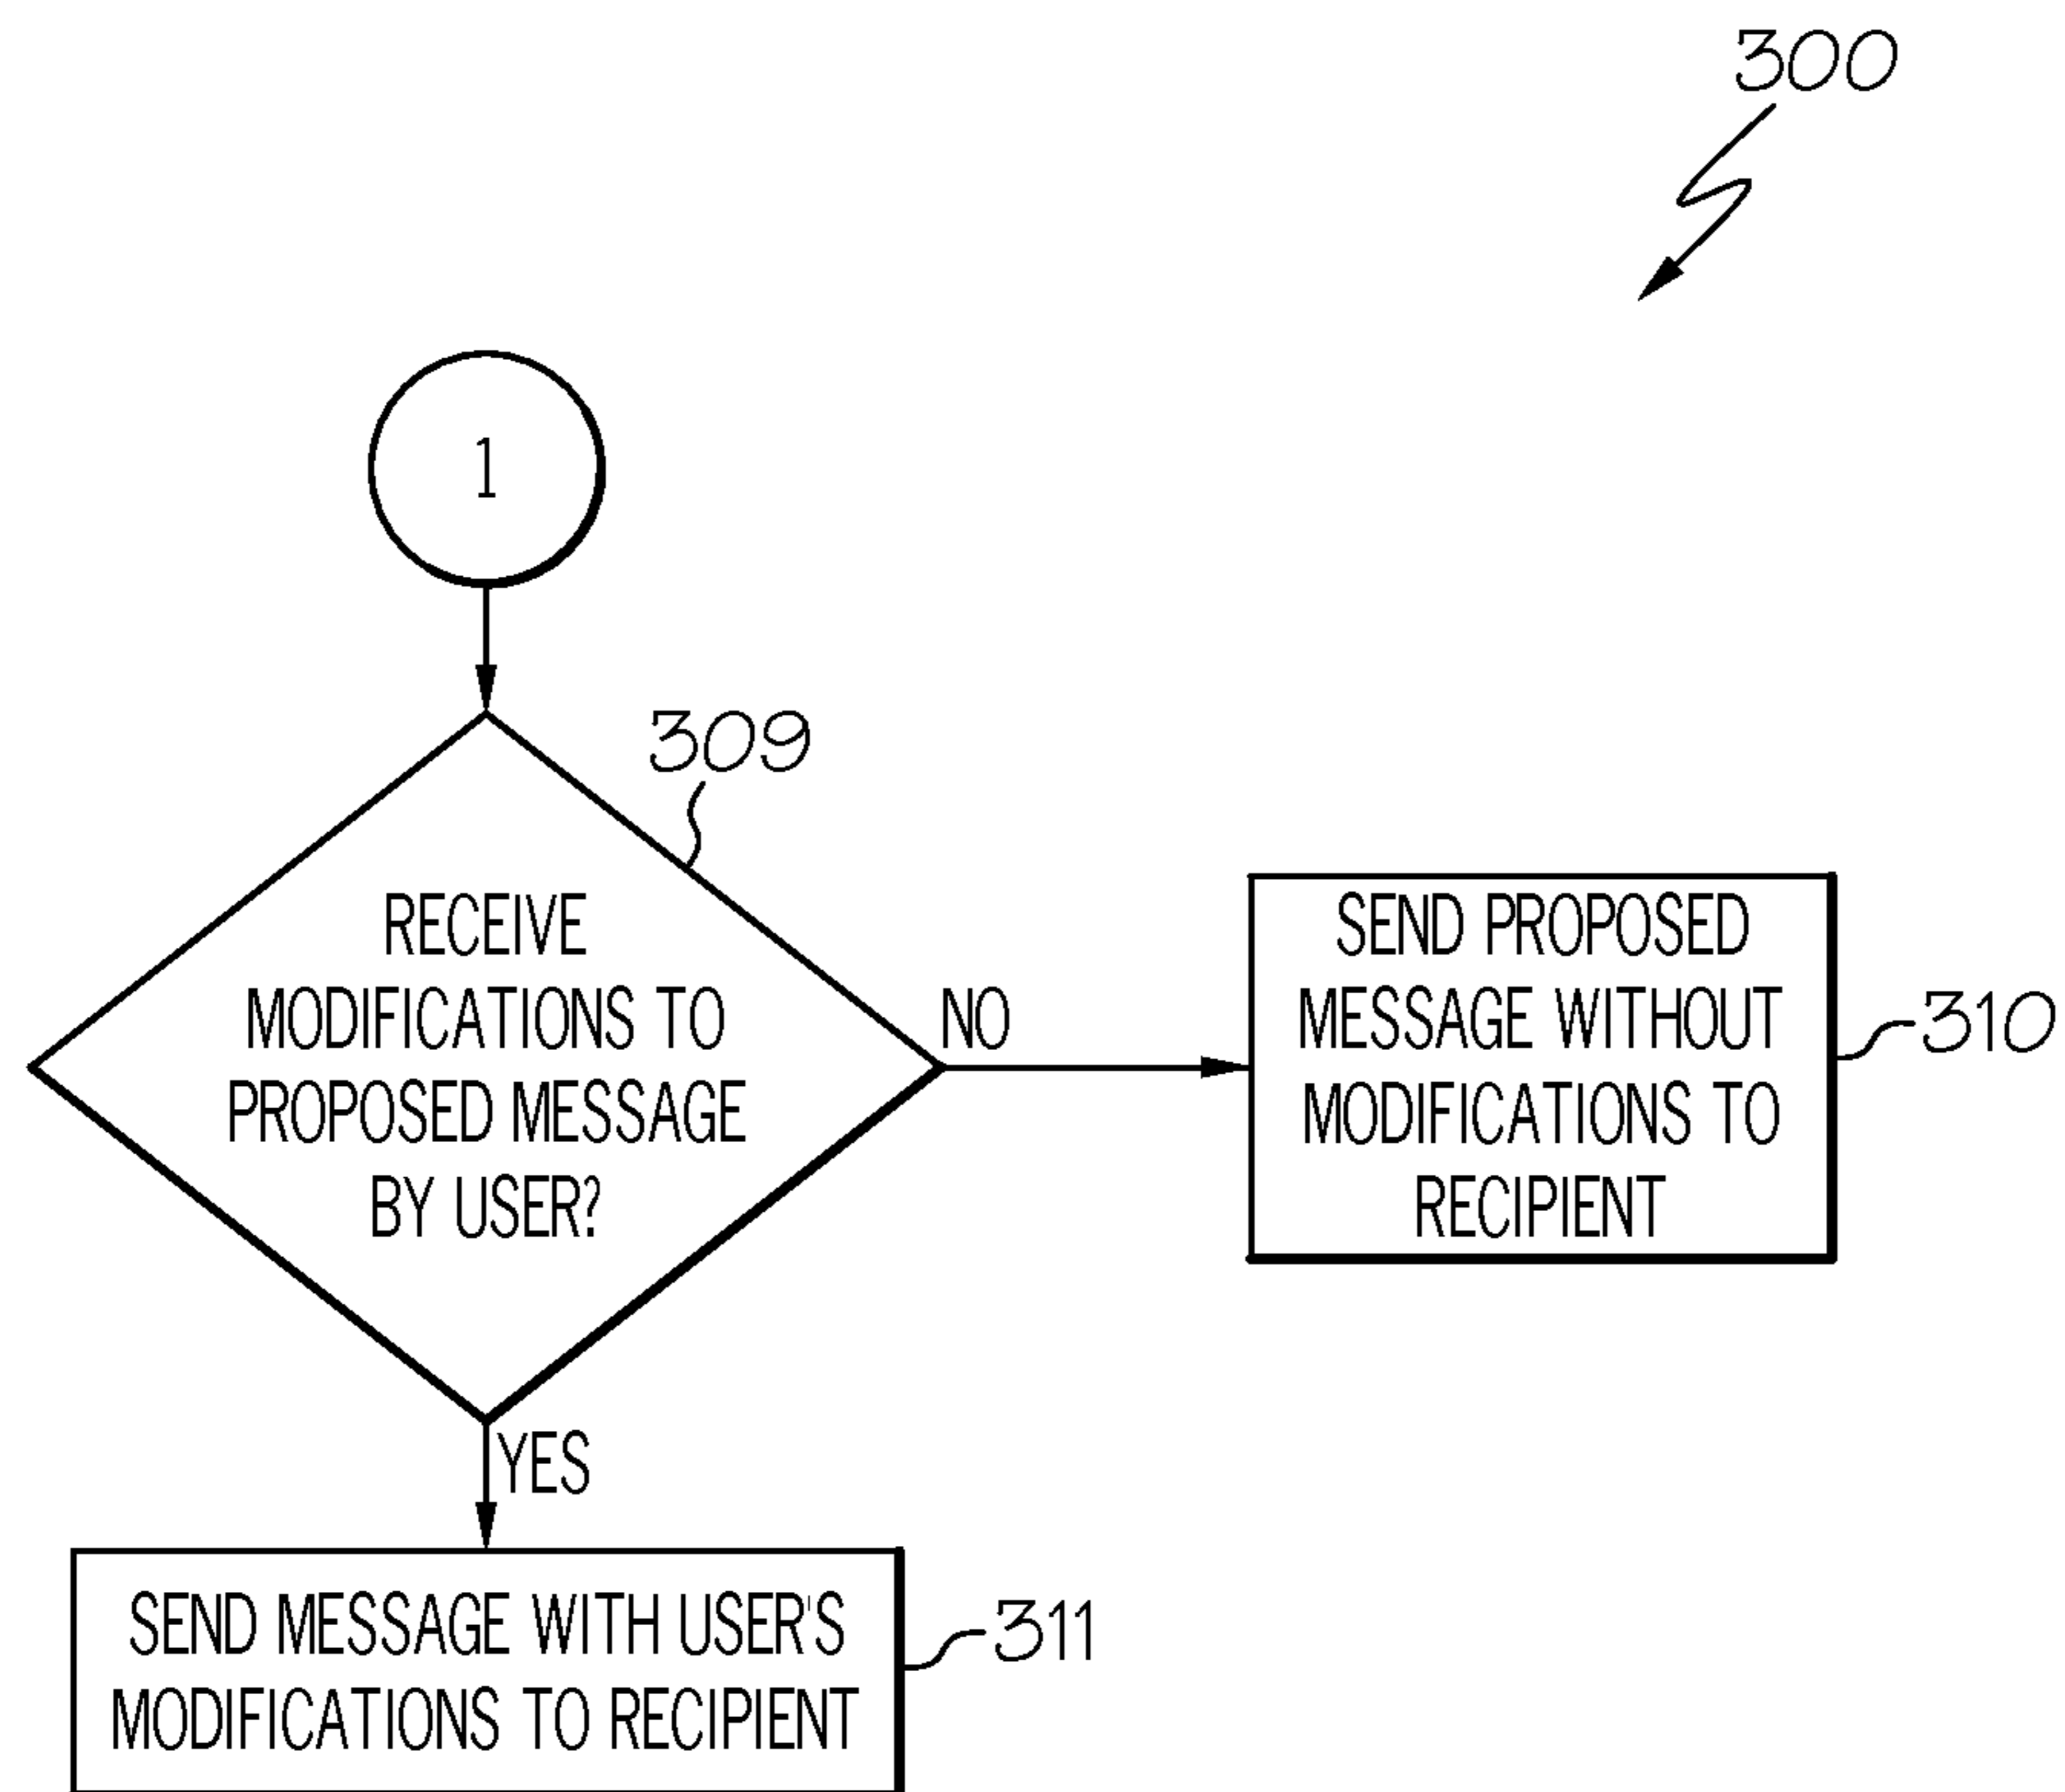 300
1
309
RECEIVE
MODIFICATIONS TO
PROPOSED MESSAGE
BY USER?
NO
SEND PROPOSED
MESSAGE WITHOUT
MODIFICATIONS TO
RECIPIENT
310
YES
SEND MESSAGE WITH USER'S
MODIFICATIONS TO RECIPIENT
311